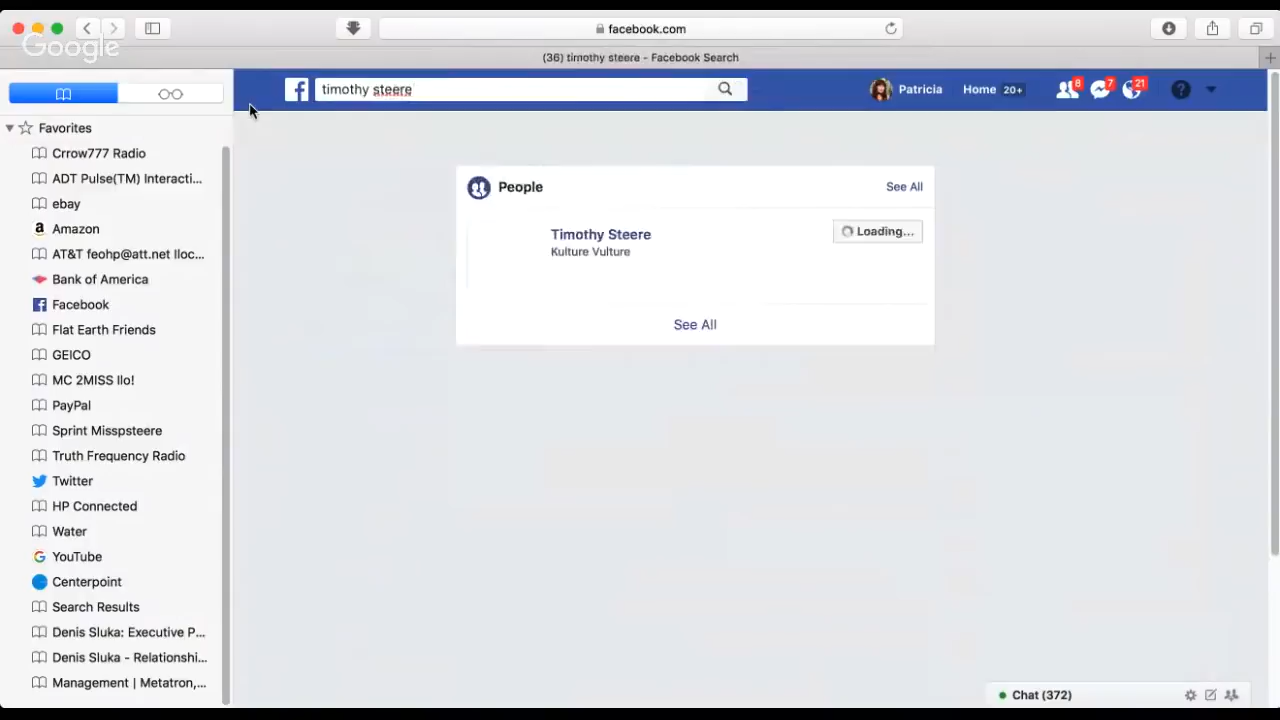 Google
facebook.com
(36) timothy steere - Facebook Search
timothy steere
Patricia
Home 20+
8
7
21
?
Favorites
Crrow777 Radio
ADT Pulse(TM) Interacti...
ebay
Amazon
AT&T feohp@att.net lloc...
Bank of America
Facebook
Flat Earth Friends
GEICO
MC 2MISS llo!
PayPal
Sprint Misspsteere
Truth Frequency Radio
Twitter
HP Connected
Water
YouTube
Centerpoint
Search Results
Denis Sluka: Executive P...
Denis Sluka - Relationshi...
Management | Metatron,...
People
See All
Timothy Steere
Loading...
Kulture Vulture
See All
Chat (372)